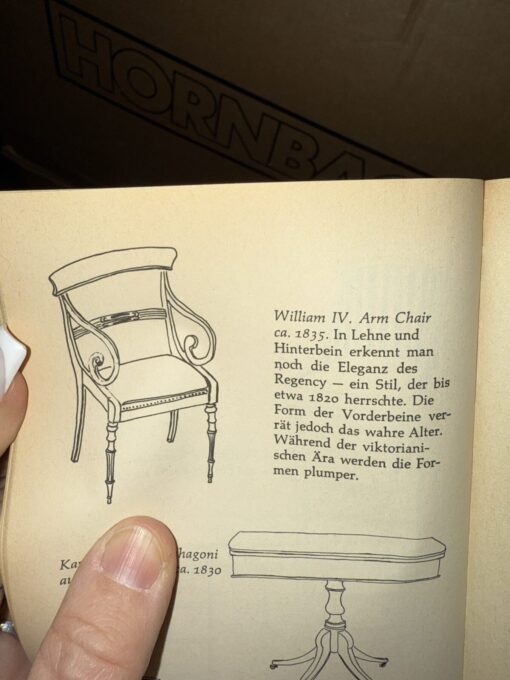 HORNBA
William IV. Arm Chair
ca. 1835. In Lehne und
Hinterbein erkennt man
noch die Eleganz des
Regency — ein Stil, der bis
etwa 1820 herrschte. Die
Form der Vorderbeine ver-
rät jedoch das wahre Alter.
Während der viktoriani-
schen Ära werden die For-
men plumper.
ca. 1830